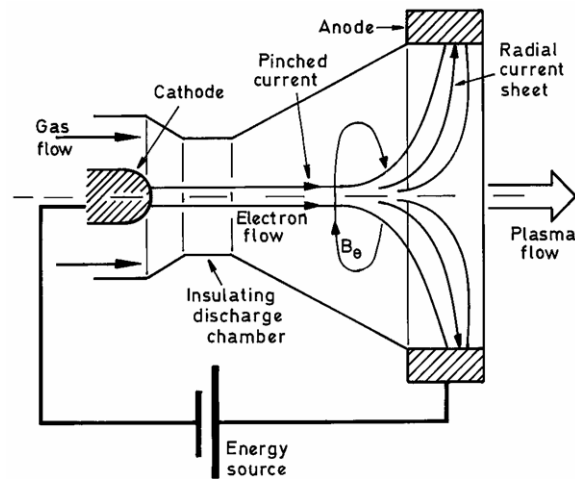 Anode
Radial
current
sheet
Pinched
current
Cathode
Gas
flow
Electron
flow
Bθ
Plasma
flow
Insulating
discharge
chamber
Energy
source